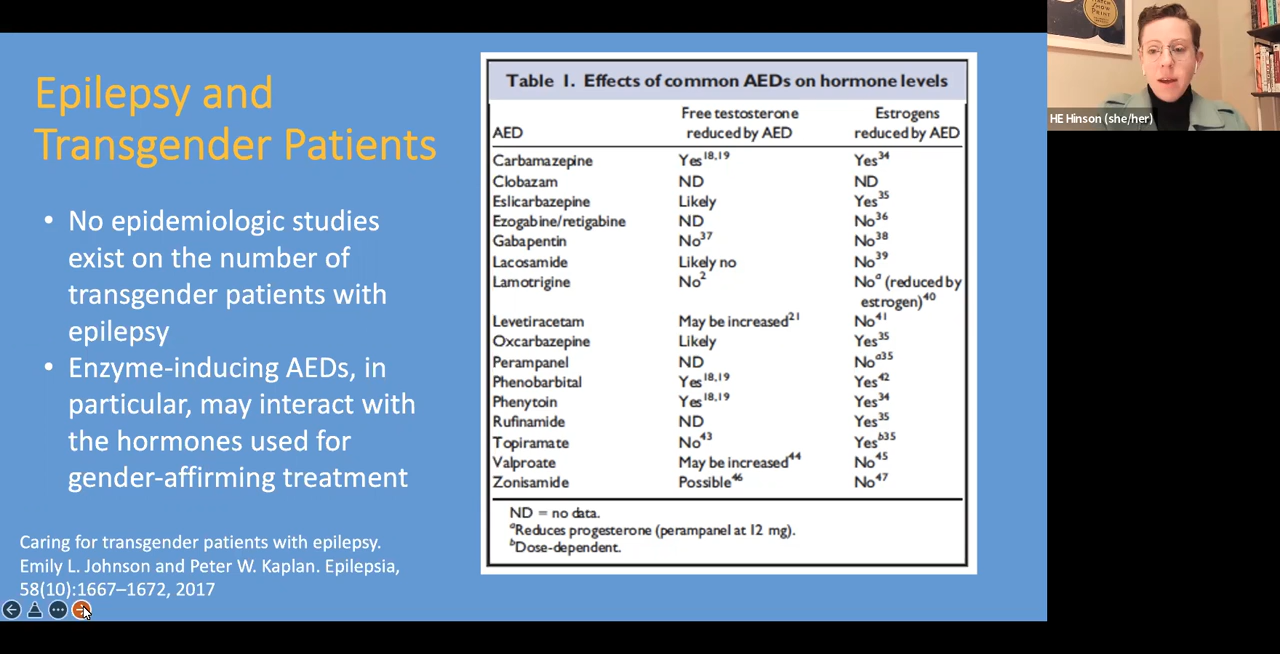 Epilepsy and
Transgender Patients
• No epidemiologic studies
exist on the number of
transgender patients with
epilepsy
• Enzyme-inducing AEDs, in
particular, may interact with
the hormones used for
gender-affirming treatment
Caring for transgender patients with epilepsy.
Emily L. Johnson and Peter W. Kaplan. Epilepsia,
58(10):1667–1672, 2017
Table 1. Effects of common AEDs on hormone levels
AED Free testosterone reduced by AED Estrogens reduced by AED
Carbamazepine Yes18,19 Yes34
Clobazam ND ND
Eslicarbazepine Likely Yes35
Ezogabine/retigabine ND No36
Gabapentin No37 No38
Lacosamide Likely no No39
Lamotrigine No2 Noa (reduced by
estrogen)40
Levetiracetam May be increased21 No41
Oxcarbazepine Likely Yes35
Perampanel ND Noa35
Phenobarbital Yes18,19 Yes42
Phenytoin Yes18,19 Yes34
Rufinamide ND Yes35
Topiramate No43 Yesb35
Valproate May be increased44 No45
Zonisamide Possible46 No47
ND = no data.
aReduces progesterone (perampanel at 12 mg).
bDose-dependent.
PRINT
HE Hinson (she/her)